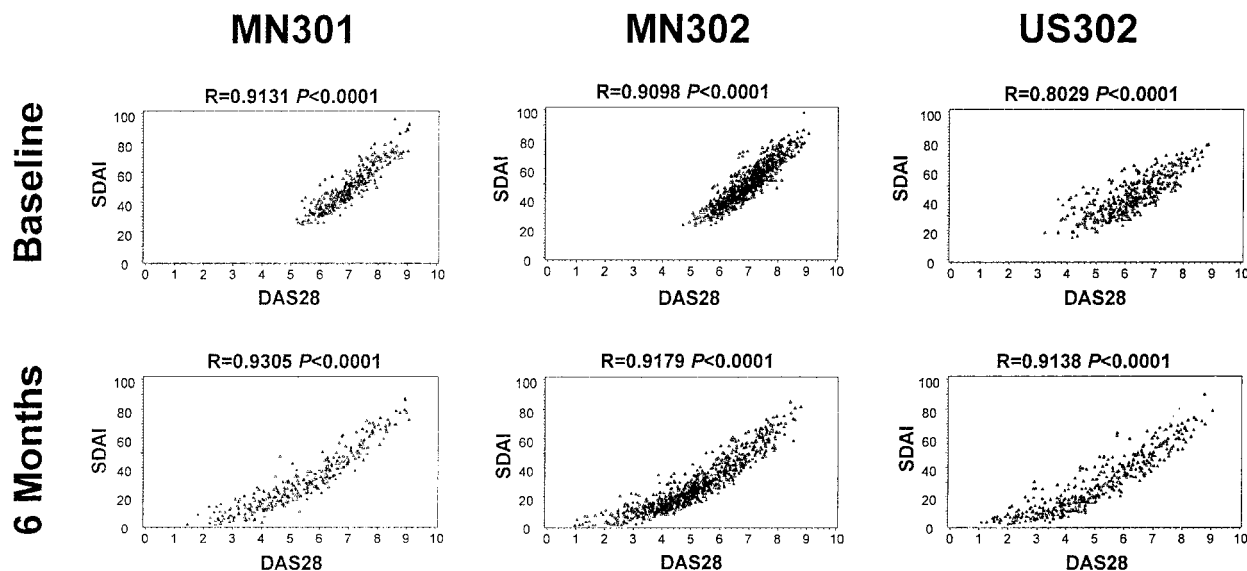 MN301 MN302 US302
Baseline
R=0.9131 P<0.0001 R=0.9098 P<0.0001 R=0.8029 P<0.0001
SDAI SDAI SDAI
100 100 100
80 80 80
60 60 60
40 40 40
20 20 20
0 0 0
0 1 2 3 4 5 6 7 8 9 10 0 1 2 3 4 5 6 7 8 9 10 0 1 2 3 4 5 6 7 8 9 10
DAS28 DAS28 DAS28
6 Months
R=0.9305 P<0.0001 R=0.9179 P<0.0001 R=0.9138 P<0.0001
SDAI SDAI SDAI
100 100 100
80 80 80
60 60 60
40 40 40
20 20 20
0 0 0
0 1 2 3 4 5 6 7 8 9 10 0 1 2 3 4 5 6 7 8 9 10 0 1 2 3 4 5 6 7 8 9 10
DAS28 DAS28 DAS28